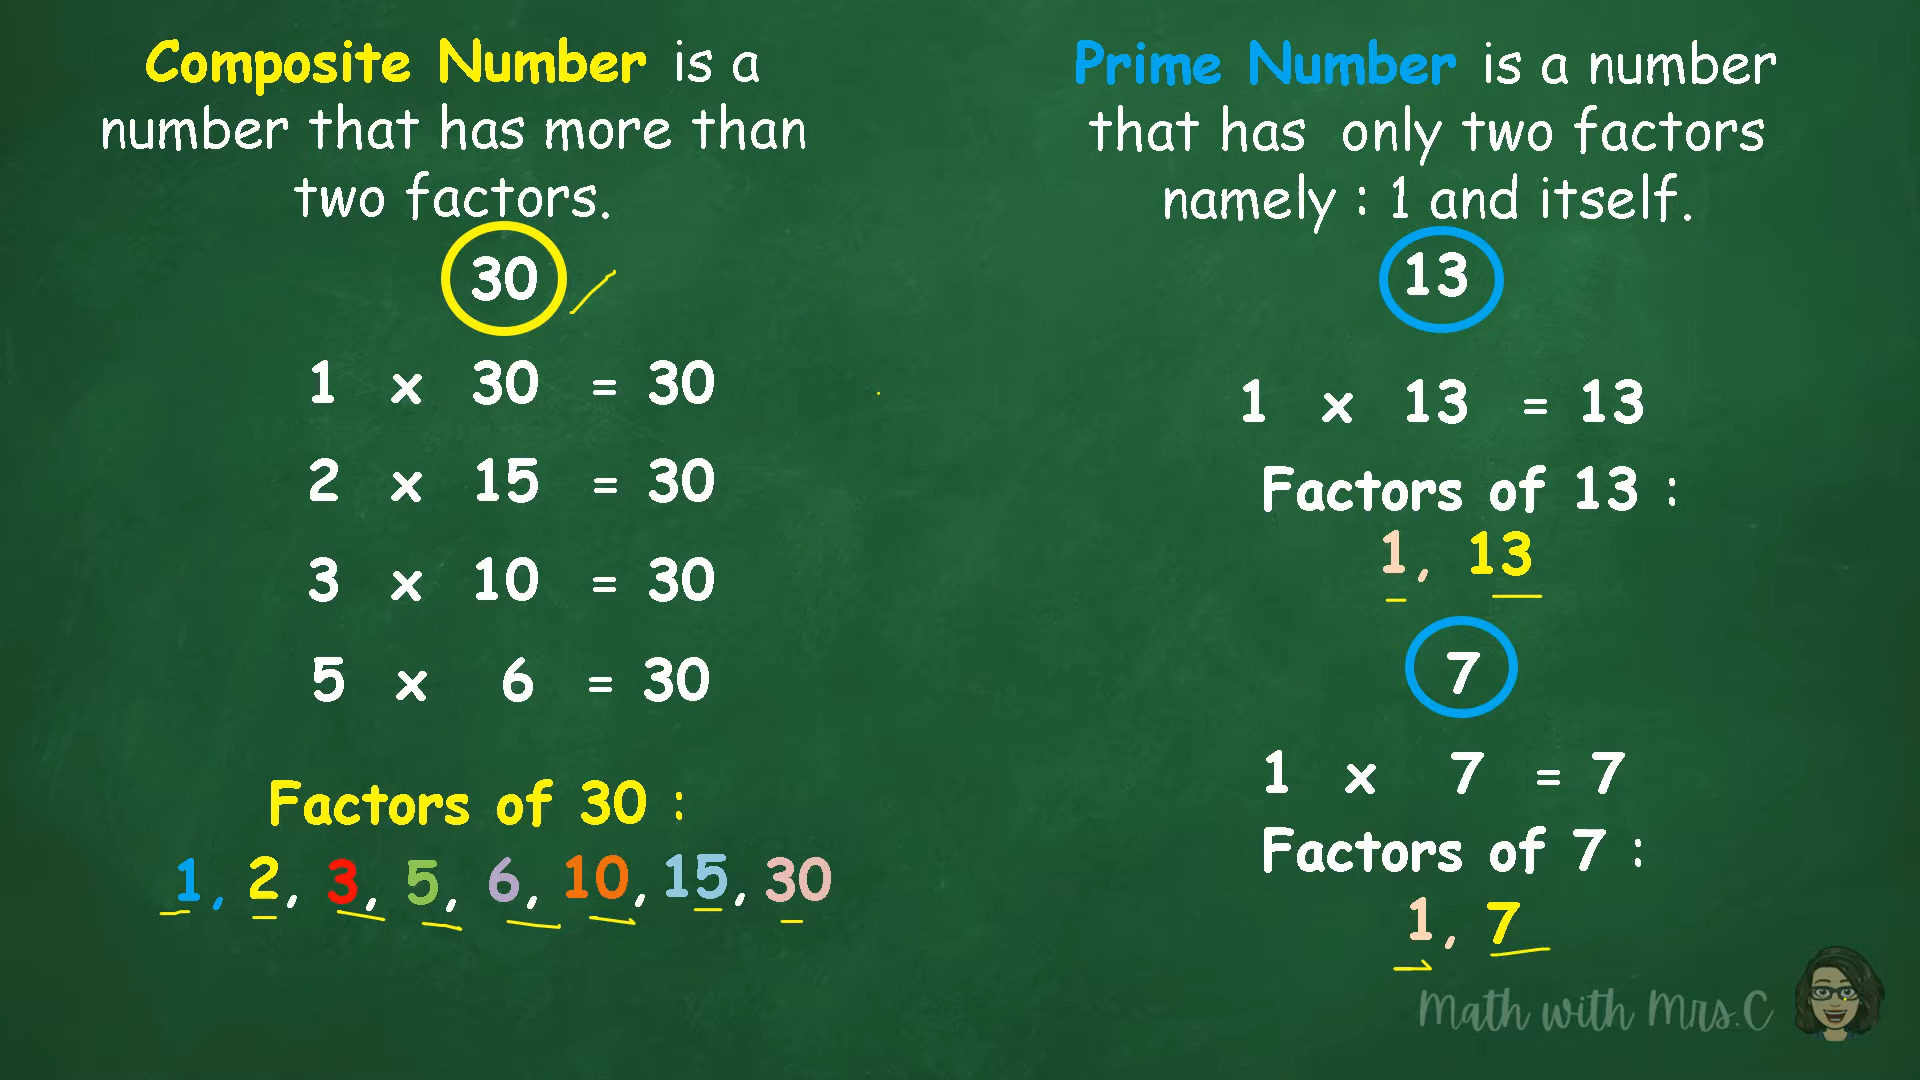 Composite Number is a
number that has more than
two factors.
30
1 x 30 = 30
2 x 15 = 30
3 x 10 = 30
5 x 6 = 30
Factors of 30 :
1, 2, 3, 5, 6, 10, 15, 30
Prime Number is a number
that has only two factors
namely : 1 and itself.
13
1 x 13 = 13
Factors of 13 :
1, 13
7
1 x 7 = 7
Factors of 7 :
1, 7
Math with Mrs.C